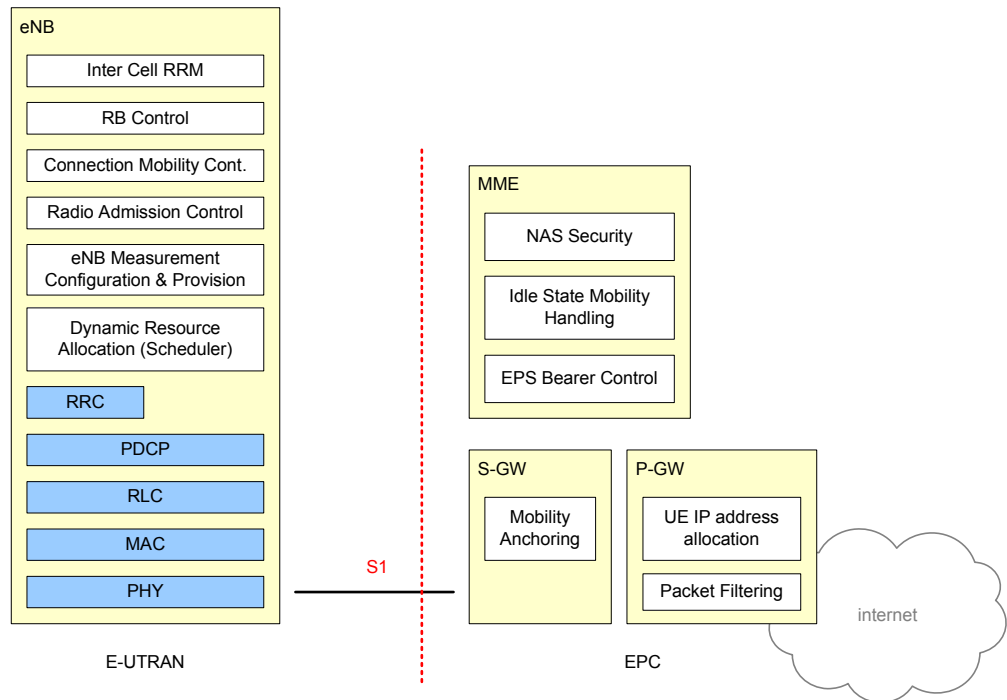 eNB
Inter Cell RRM
RB Control
Connection Mobility Cont.
Radio Admission Control
eNB Measurement
Configuration & Provision
Dynamic Resource
Allocation (Scheduler)
RRC
PDCP
RLC
MAC
PHY
S1
MME
NAS Security
Idle State Mobility
Handling
EPS Bearer Control
S-GW
Mobility
Anchoring
P-GW
UE IP address
allocation
Packet Filtering
internet
E-UTRAN
EPC